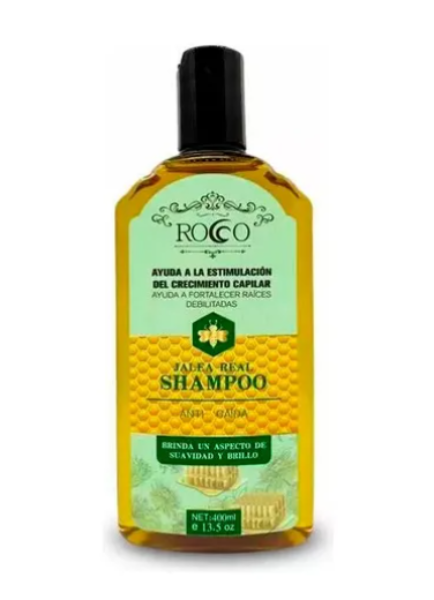 ROCCO
AYUDA A LA ESTIMULACIÓN
DEL CRECIMIENTO CAPILAR
AYUDA A FORTALECER RAÍCES
DEBILITADAS
JALEA REAL
SHAMPOO
ANTI - CAÍDA
BRINDA UN ASPECTO DE
SUAVIDAD Y BRILLO
NET:400ml
e 13.5 oz